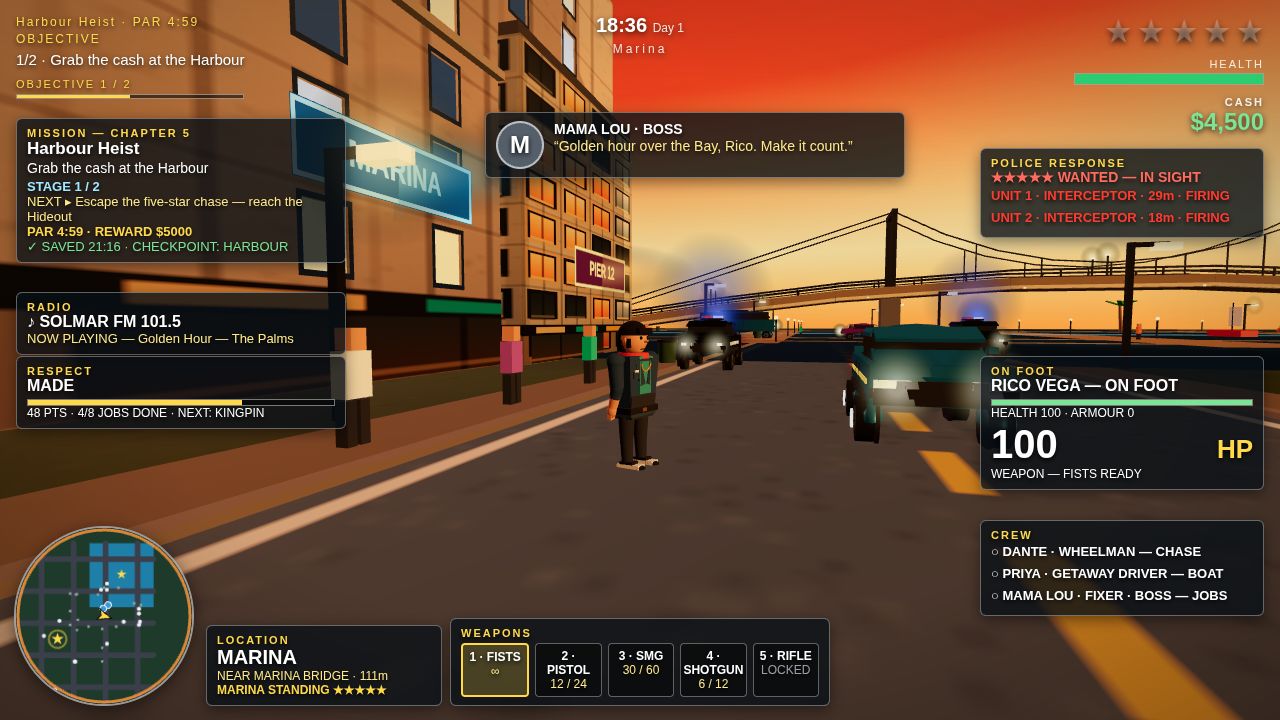 Harbour Heist · PAR 4:59
OBJECTIVE
1/2 · Grab the cash at the Harbour
OBJECTIVE 1 / 2
MISSION — CHAPTER 5
Harbour Heist
Grab the cash at the Harbour
STAGE 1 / 2
NEXT ▸ Escape the five-star chase — reach the
Hideout
PAR 4:59 · REWARD $5000
✓ SAVED 21:16 · CHECKPOINT: HARBOUR
RADIO
♪ SOLMAR FM 101.5
NOW PLAYING — Golden Hour — The Palms
RESPECT
MADE
48 PTS · 4/8 JOBS DONE · NEXT: KINGPIN
18:36 Day 1
Marina
M
MAMA LOU · BOSS
“Golden hour over the Bay, Rico. Make it count.”
MARINA
PIER 12
★★★★★
HEALTH
CASH
$4,500
POLICE RESPONSE
★★★★★ WANTED — IN SIGHT
UNIT 1 · INTERCEPTOR · 29m · FIRING
UNIT 2 · INTERCEPTOR · 18m · FIRING
ON FOOT
RICO VEGA — ON FOOT
HEALTH 100 · ARMOUR 0
100 HP
WEAPON — FISTS READY
CREW
○ DANTE · WHEELMAN — CHASE
○ PRIYA · GETAWAY DRIVER — BOAT
○ MAMA LOU · FIXER · BOSS — JOBS
LOCATION
MARINA
NEAR MARINA BRIDGE · 111m
MARINA STANDING ★★★★★
WEAPONS
1 · FISTS
∞
2 ·
PISTOL
12 / 24
3 · SMG
30 / 60
4 ·
SHOTGUN
6 / 12
5 · RIFLE
LOCKED